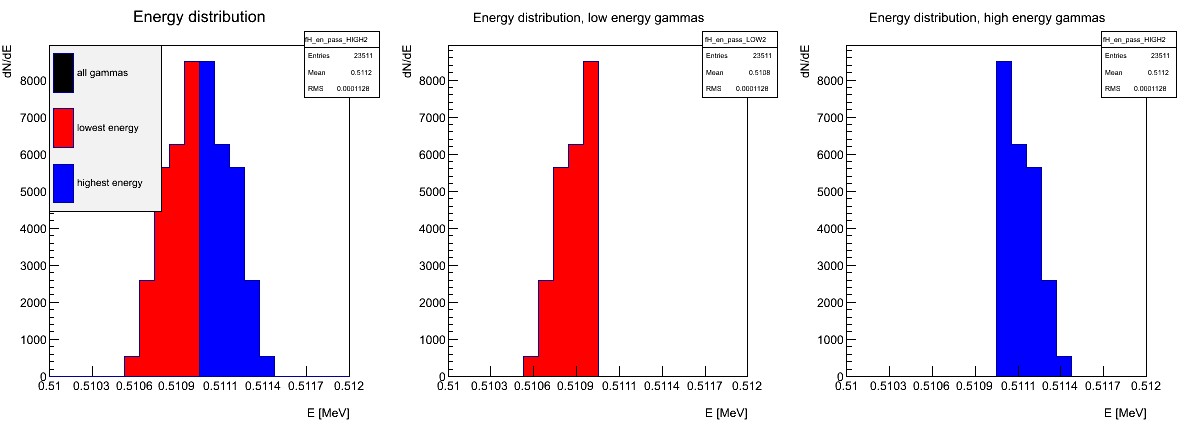 Energy distribution
fH_en_pass_HIGH2
Entries 23511
Mean 0.5112
RMS 0.0001128
dN/dE
all gammas
lowest energy
highest energy
8000
7000
6000
5000
4000
3000
2000
1000
0
0.51 0.5103 0.5106 0.5109 0.5111 0.5114 0.5117 0.512
E [MeV]
Energy distribution, low energy gammas
fH_en_pass_LOW2
Entries 23511
Mean 0.5108
RMS 0.0001128
dN/dE
8000
7000
6000
5000
4000
3000
2000
1000
0
0.51 0.5103 0.5106 0.5109 0.5111 0.5114 0.5117 0.512
E [MeV]
Energy distribution, high energy gammas
fH_en_pass_HIGH2
Entries 23511
Mean 0.5112
RMS 0.0001128
dN/dE
8000
7000
6000
5000
4000
3000
2000
1000
0
0.51 0.5103 0.5106 0.5109 0.5111 0.5114 0.5117 0.512
E [MeV]